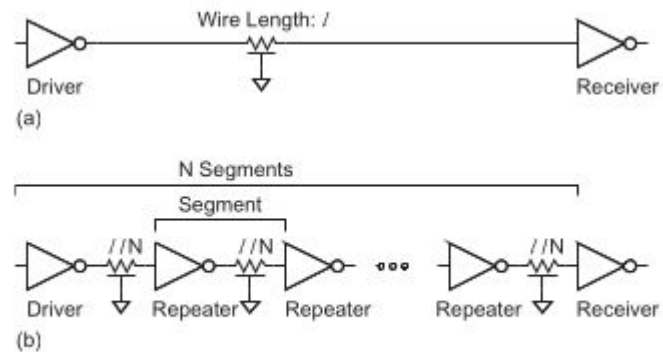 Wire Length: l
Driver
Receiver
(a)
N Segments
Segment
l/N
l/N
l/N
Driver
Repeater
Repeater
Repeater
Receiver
(b)